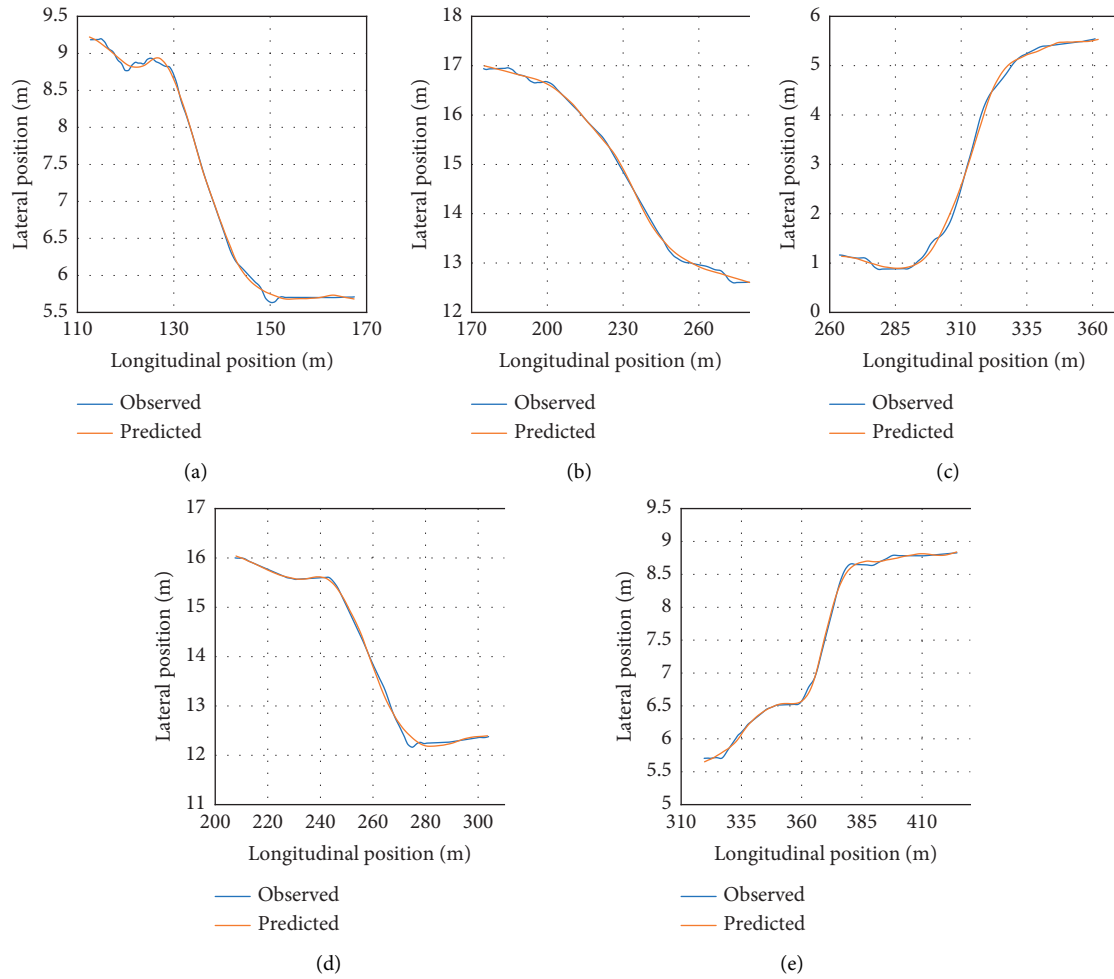 9.5
9
8.5
8
7.5
7
6.5
6
5.5
Lateral position (m)
110 130 150 170
Longitudinal position (m)
Observed
Predicted
(a)
18
17
16
15
14
13
12
Lateral position (m)
170 200 230 260
Longitudinal position (m)
Observed
Predicted
(b)
6
5
4
3
2
1
0
Lateral position (m)
260 285 310 335 360
Longitudinal position (m)
Observed
Predicted
(c)
17
16
15
14
13
12
11
Lateral position (m)
200 220 240 260 280 300
Longitudinal position (m)
Observed
Predicted
(d)
9.5
9
8.5
8
7.5
7
6.5
6
5.5
5
Lateral position (m)
310 335 360 385 410
Longitudinal position (m)
Observed
Predicted
(e)